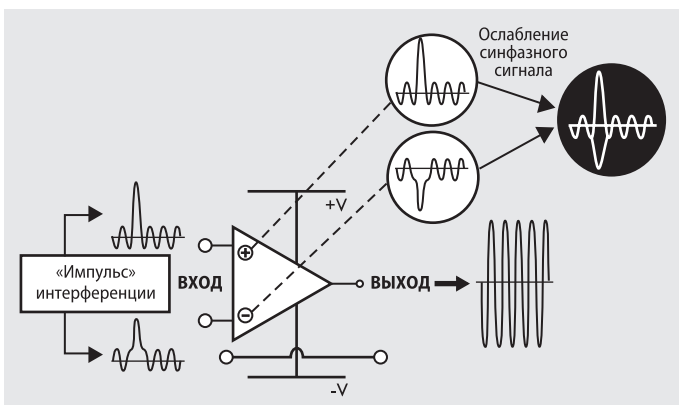 Ослабление
синфазного
сигнала
+V
«Импульс»
интерференции
ВХОД
+
−
ВЫХОД
-V